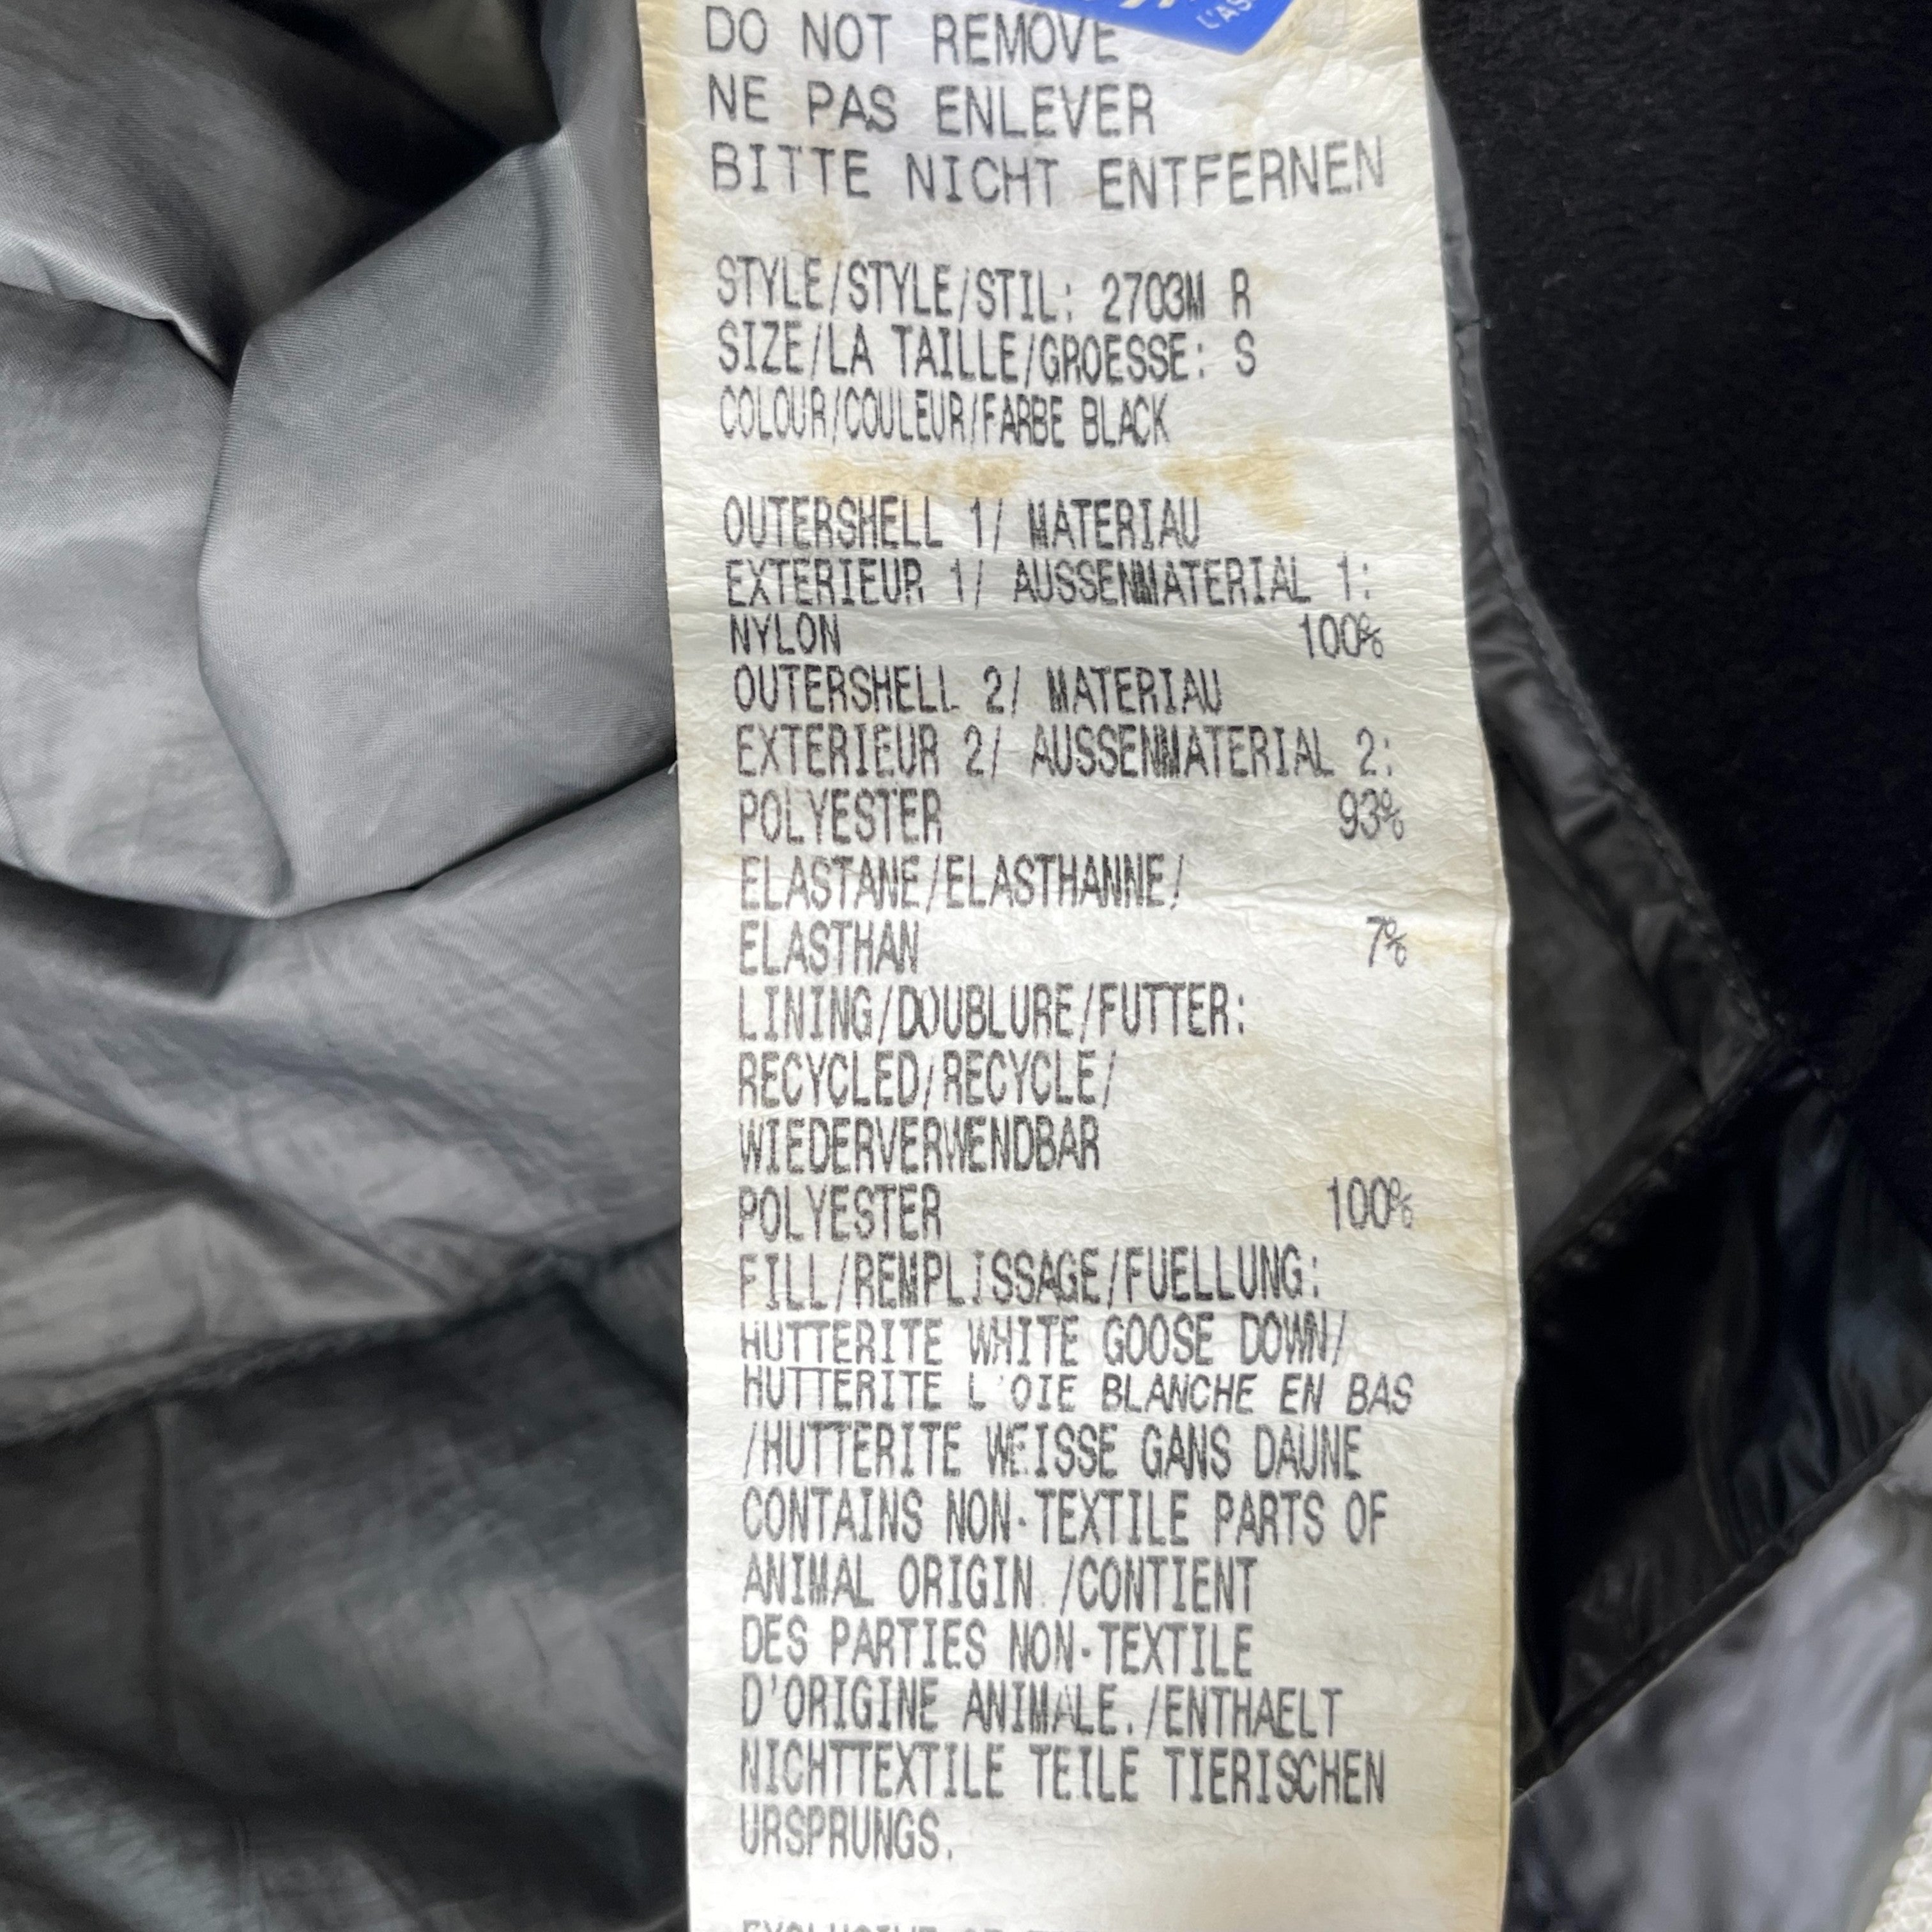 DO NOT REMOVE
NE PAS ENLEVER
BITTE NICHT ENTFERNEN
STYLE/STYLE/STIL: 2703M R
SIZE/LA TAILLE/GROESSE: S
COLOUR/COULEUR/FARBE BLACK
OUTERSHELL 1/ MATERIAU
EXTERIEUR 1/ AUSSENMATERIAL 1:
NYLON 100%
OUTERSHELL 2/ MATERIAU
EXTERIEUR 2/ AUSSENMATERIAL 2:
POLYESTER 93%
ELASTANE/ELASTHANNE/
ELASTHAN 7%
LINING/DOUBLURE/FUTTER:
RECYCLED/RECYCLE/
WIEDERVERWENDBAR
POLYESTER 100%
FILL/REMPLISSAGE/FUELLUNG:
HUTTERITE WHITE GOOSE DOWN/
HUTTERITE L'OIE BLANCHE EN BAS
/HUTTERITE WEISSE GANS DAUNE
CONTAINS NON-TEXTILE PARTS OF
ANIMAL ORIGIN /CONTIENT
DES PARTIES NON-TEXTILE
D'ORIGINE ANIMALE./ENTHAELT
NICHTTEXTILE TEILE TIERISCHEN
URSPRUNGS.